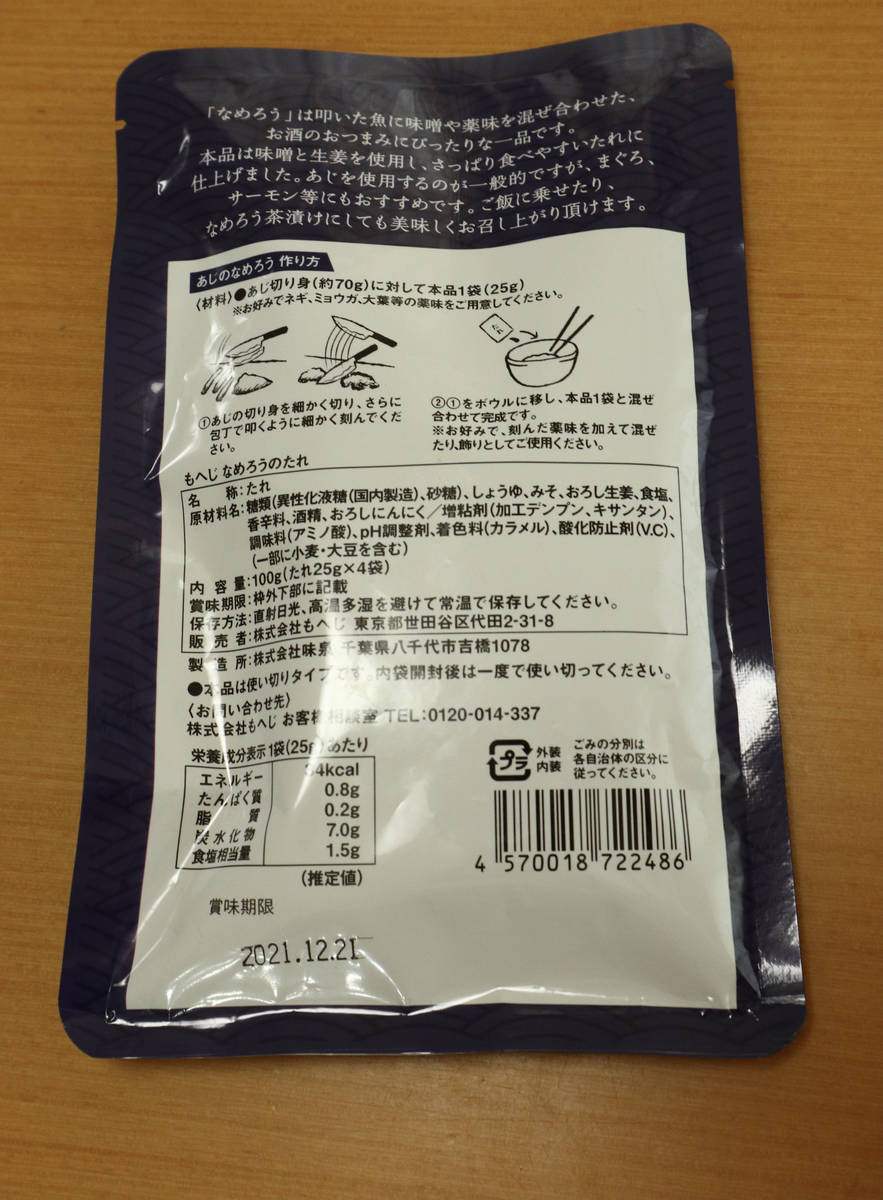 「なめろう」は叩いた魚に味噌や薬味を混ぜ合わせた、
お酒のおつまみにぴったりな一品です。
本品は味噌と生姜を使用し、さっぱり食べやすいたれに
仕上げました。あじを使用するのが一般的ですが、まぐろ、
サーモン等にもおすすめです。ご飯に乗せたり、
なめろう茶漬けにしても美味しくお召し上がり頂けます。
あじのなめろう 作り方
〈材料〉●あじ切り身(約70g)に対して本品1袋(25g)
※お好みでネギ、ミョウガ、大葉等の薬味をご用意してください。
たれ
①あじの切り身を細かく切り、さらに
包丁で叩くように細かく刻んでくだ
さい。
②①をボウルに移し、本品1袋と混ぜ
合わせて完成です。
※お好みで、刻んだ薬味を加えて混ぜ
たり、飾りとしてご使用ください。
もへじ なめろうのたれ
名称:たれ
原材料名:糖類(異性化液糖(国内製造)、砂糖)、しょうゆ、みそ、おろし生姜、食塩、
香辛料、酒精、おろしにんにく/増粘剤(加工デンプン、キサンタン)、
調味料(アミノ酸)、pH調整剤、着色料(カラメル)、酸化防止剤(V.C)、
(一部に小麦・大豆を含む)
内容量:100g(たれ25g×4袋)
賞味期限:枠外下部に記載
保存方法:直射日光、高温多湿を避けて常温で保存してください。
販売者:株式会社もへじ 東京都世田谷区代田2-31-8
製造所:株式会社味泉 千葉県八千代市吉橋1078
●本品は使い切りタイプです。内袋開封後は一度で使い切ってください。
〈お問い合わせ先〉
株式会社もへじ お客様相談室 TEL:0120-014-337
栄養成分表示 1袋(25g)あたり
エネルギー 34kcal
たんぱく質 0.8g
脂質 0.2g
炭水化物 7.0g
食塩相当量 1.5g
(推定値)
プラ
外装
内装
ごみの分別は
各自治体の区分に
従ってください。
4 570018 722486
賞味期限
2021.12.21